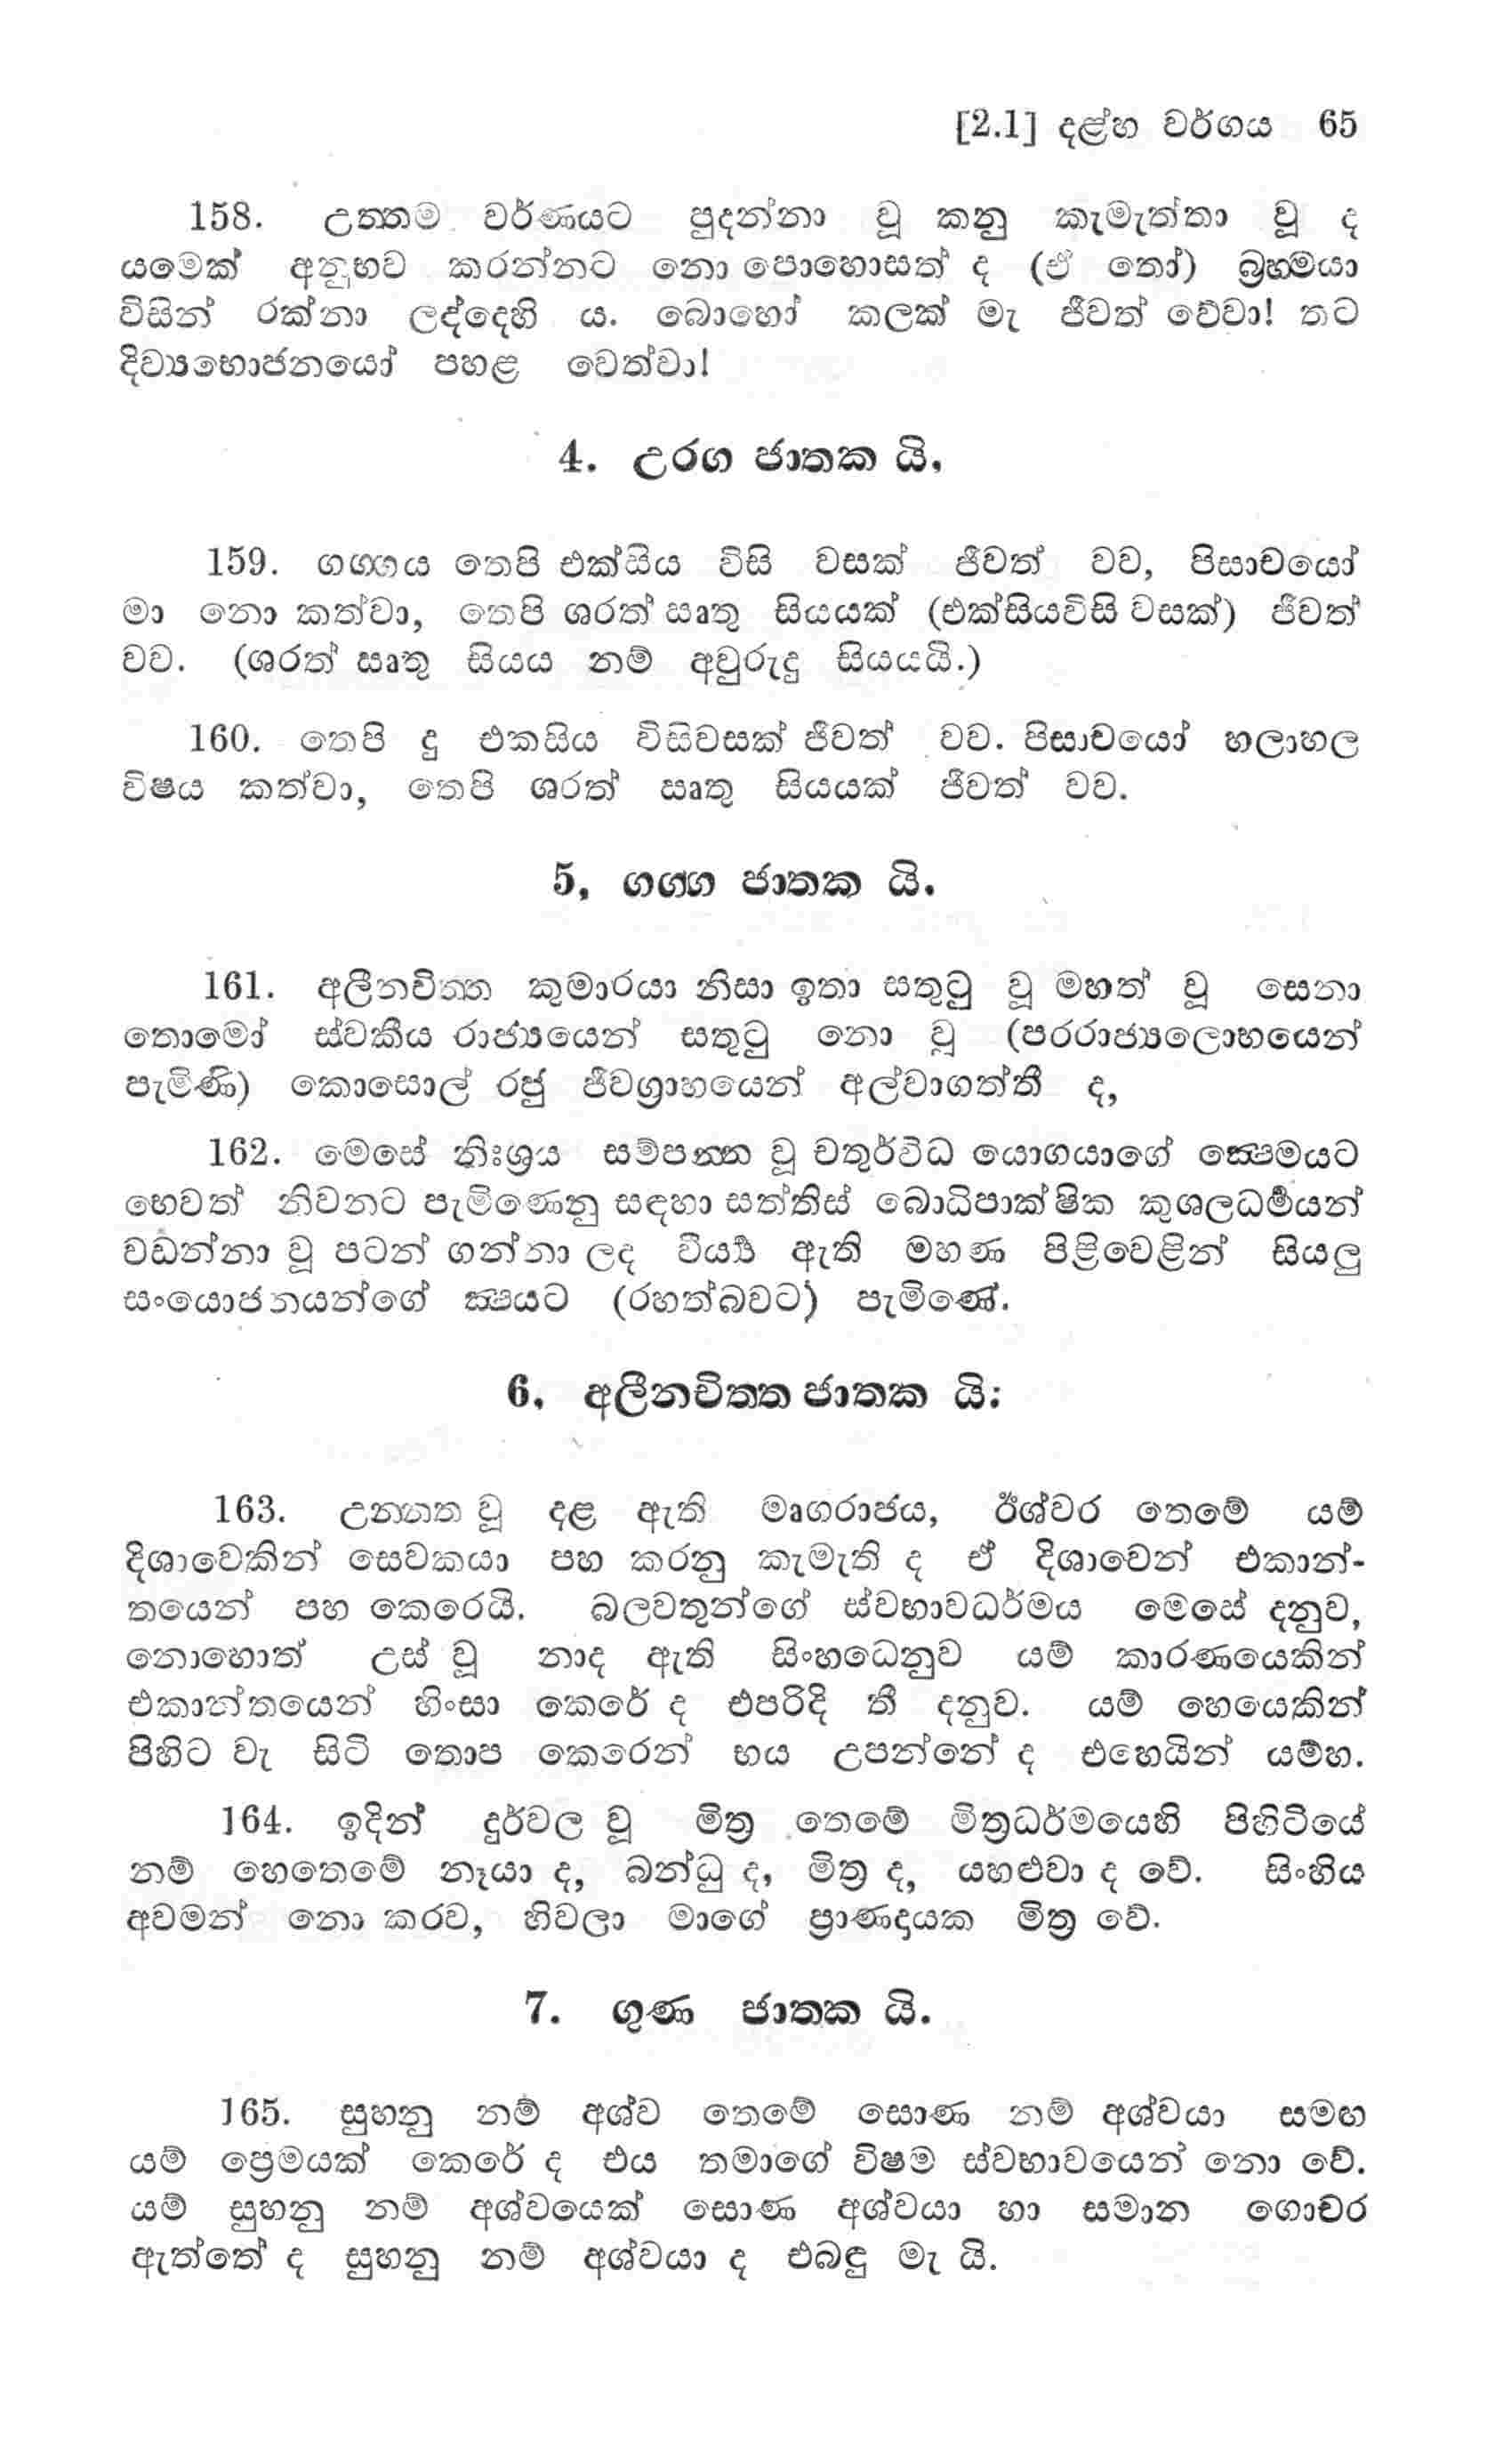 [2.1] දළ්හ වර්ගය 65
158. උත්තම වර්ණයට පුදන්නා වූ කනු කැමැත්තා වූ ද
යමෙක් අනුභව කරන්නට නො පොහොසත් ද (ඒ තෝ) බ්‍රහ්මයා
විසින් රක්නා ලද්දෙහි ය. බොහෝ කලක් මැ ජීවත් වේවා! තට
දිව්‍යභොජනයෝ පහළ වෙත්වා!
4. උරග ජාතක යි,
159. ගග්ගය තෙපි එක්සිය විසි වසක් ජීවත් වව, පිසාචයෝ
මා නො කත්වා, තෙපි ශරත් ඍතු සියයක් (එක්සියවිසි වසක්) ජීවත්
වව. (ශරත් ඍතු සියය නම් අවුරුදු සියයයි.)
160. තෙපි දු එකසිය විසිවසක් ජීවත් වව. පිසාචයෝ හලාහල
විෂය කත්වා, තෙපි ශරත් ඍතු සියයක් ජීවත් වව.
5, ගග්ග ජාතක යි.
161. අලීනචිත්ත කුමාරයා නිසා ඉතා සතුටු වූ මහත් වූ සෙනා
තොමෝ ස්වකීය රාජ්‍යයෙන් සතුටු නො වූ (පරරාජ්‍යලොභයෙන්
පැමිණි) කොසොල් රජු ජීවග්‍රාහයෙන් අල්වාගත්තී ද,
162. මෙසේ නිඃශ්‍රය සම්පන්න වූ චතුර්විධ යොගයාගේ ක්‍ෂෙමයට
හෙවත් නිවනට පැමිණෙනු සඳහා සත්තිස් බොධිපාක්ෂික කුශලධර්‍මයන්
වඩන්නා වූ පටන් ගන්නා ලද වීර්‍ය්‍ය ඇති මහණ පිළිවෙළින් සියලු
සංයොජනයන්ගේ ක්‍ෂයට (රහත්බවට) පැමිණේ.
6, අලීනචිත්ත ජාතක යි:
163. උන්නත වූ දළ ඇති මෘගරාජය, ඊශ්වර තෙමේ යම්
දිශාවෙකින් සෙවකයා පහ කරනු කැමැති ද ඒ දිශාවෙන් එකාන්-
තයෙන් පහ කෙරෙයි. බලවතුන්ගේ ස්වභාවධර්මය මෙසේ දනුව,
නොහොත් උස් වූ නාද ඇති සිංහධෙනුව යම් කාරණයෙකින්
එකාන්තයෙන් හිංසා කෙරේ ද එපරිදි තී දනුව. යම් හෙයෙකින්
පිහිට වැ සිටි තොප කෙරෙන් භය උපන්නේ ද එහෙයින් යම්හ.
164. ඉදින් දුර්වල වූ මිත්‍ර තෙමේ මිත්‍රධර්මයෙහි පිහිටියේ
නම් හෙතෙමේ නෑයා ද, බන්ධු ද, මිත්‍ර ද, යහළුවා ද වේ. සිංහිය
අවමන් නො කරව, හිවලා මාගේ ප්‍රාණදායක මිත්‍ර වේ.
7. ගුණ ජාතක යි.
165. සුහනු නම් අශ්ව තෙමේ සොණ නම් අශ්වයා සමඟ
යම් ප්‍රෙමයක් කෙරේ ද එය තමාගේ විෂම ස්වභාවයෙන් නො වේ.
යම් සුහනු නම් අශ්වයෙක් සොණ අශ්වයා හා සමාන ගොචර
ඇත්තේ ද සුහනු නම් අශ්වයා ද එබඳු මැ යි.